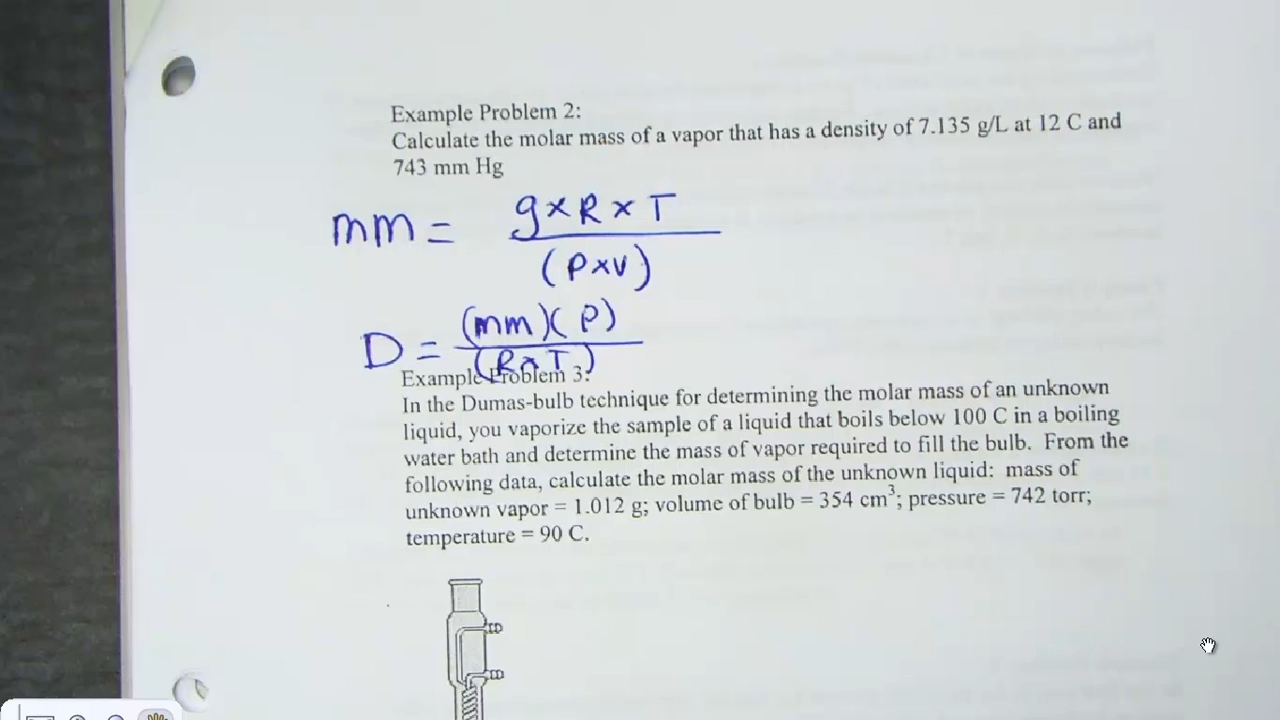 Example Problem 2:
Calculate the molar mass of a vapor that has a density of 7.135 g/L at 12 C and
743 mm Hg
mm = g x R x T
(P x V)
D = (mm)(P)
(R x T)
Example Problem 3:
In the Dumas-bulb technique for determining the molar mass of an unknown
liquid, you vaporize the sample of a liquid that boils below 100 C in a boiling
water bath and determine the mass of vapor required to fill the bulb. From the
following data, calculate the molar mass of the unknown liquid: mass of
unknown vapor = 1.012 g; volume of bulb = 354 cm³; pressure = 742 torr;
temperature = 90 C.